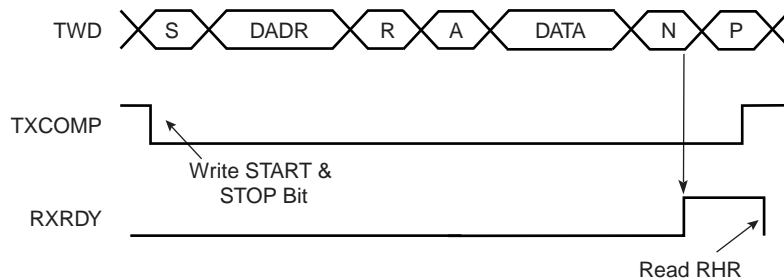 TWD S DADR R A DATA N P
TXCOMP
Write START &
STOP Bit
RXRDY
Read RHR